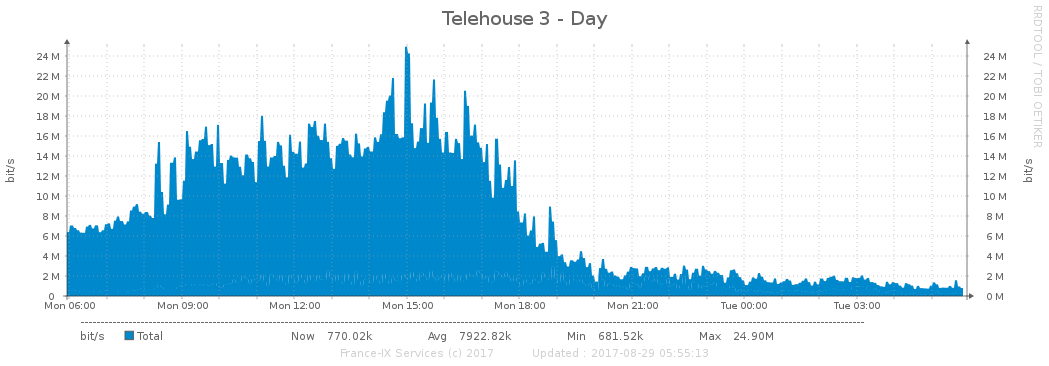 Telehouse 3 - Day
RRDTOOL / TOBI OETIKER
bit/s
24 M 24 M
22 M 22 M
20 M 20 M
18 M 18 M
16 M 16 M
14 M 14 M
12 M 12 M
10 M 10 M
8 M 8 M
6 M 6 M
4 M 4 M
2 M 2 M
0 0 M
bit/s
Mon 06:00 Mon 09:00 Mon 12:00 Mon 15:00 Mon 18:00 Mon 21:00 Tue 00:00 Tue 03:00
bit/s Total Now 770.02k Avg 7922.82k Min 681.52k Max 24.90M
France-IX Services (c) 2017 Updated : 2017-08-29 05:55:13